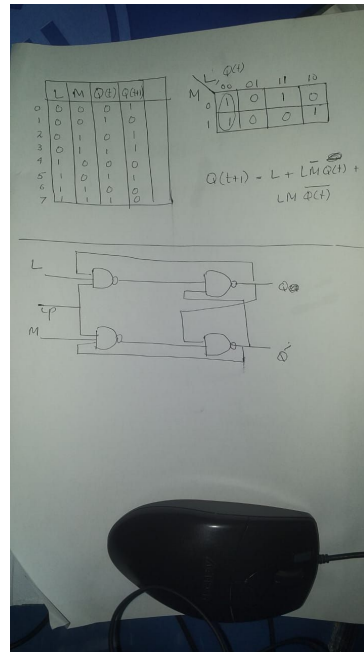 L M Q(t) Q(t+1)
0 0 0 0 1
1 0 0 1 0
2 0 1 0 1
3 0 1 1 0
4 1 0 0 0
5 1 0 1 1
6 1 1 0 1
7 1 1 1 0
L, Q(t)
M 00 01 11 10
0 1 0 1 0
1 1 0 0 1
Q(t+1) = L + LM̅ Q(t) +
LM Q̅(̅t̅)̅
L
Q
cp
M
Q'